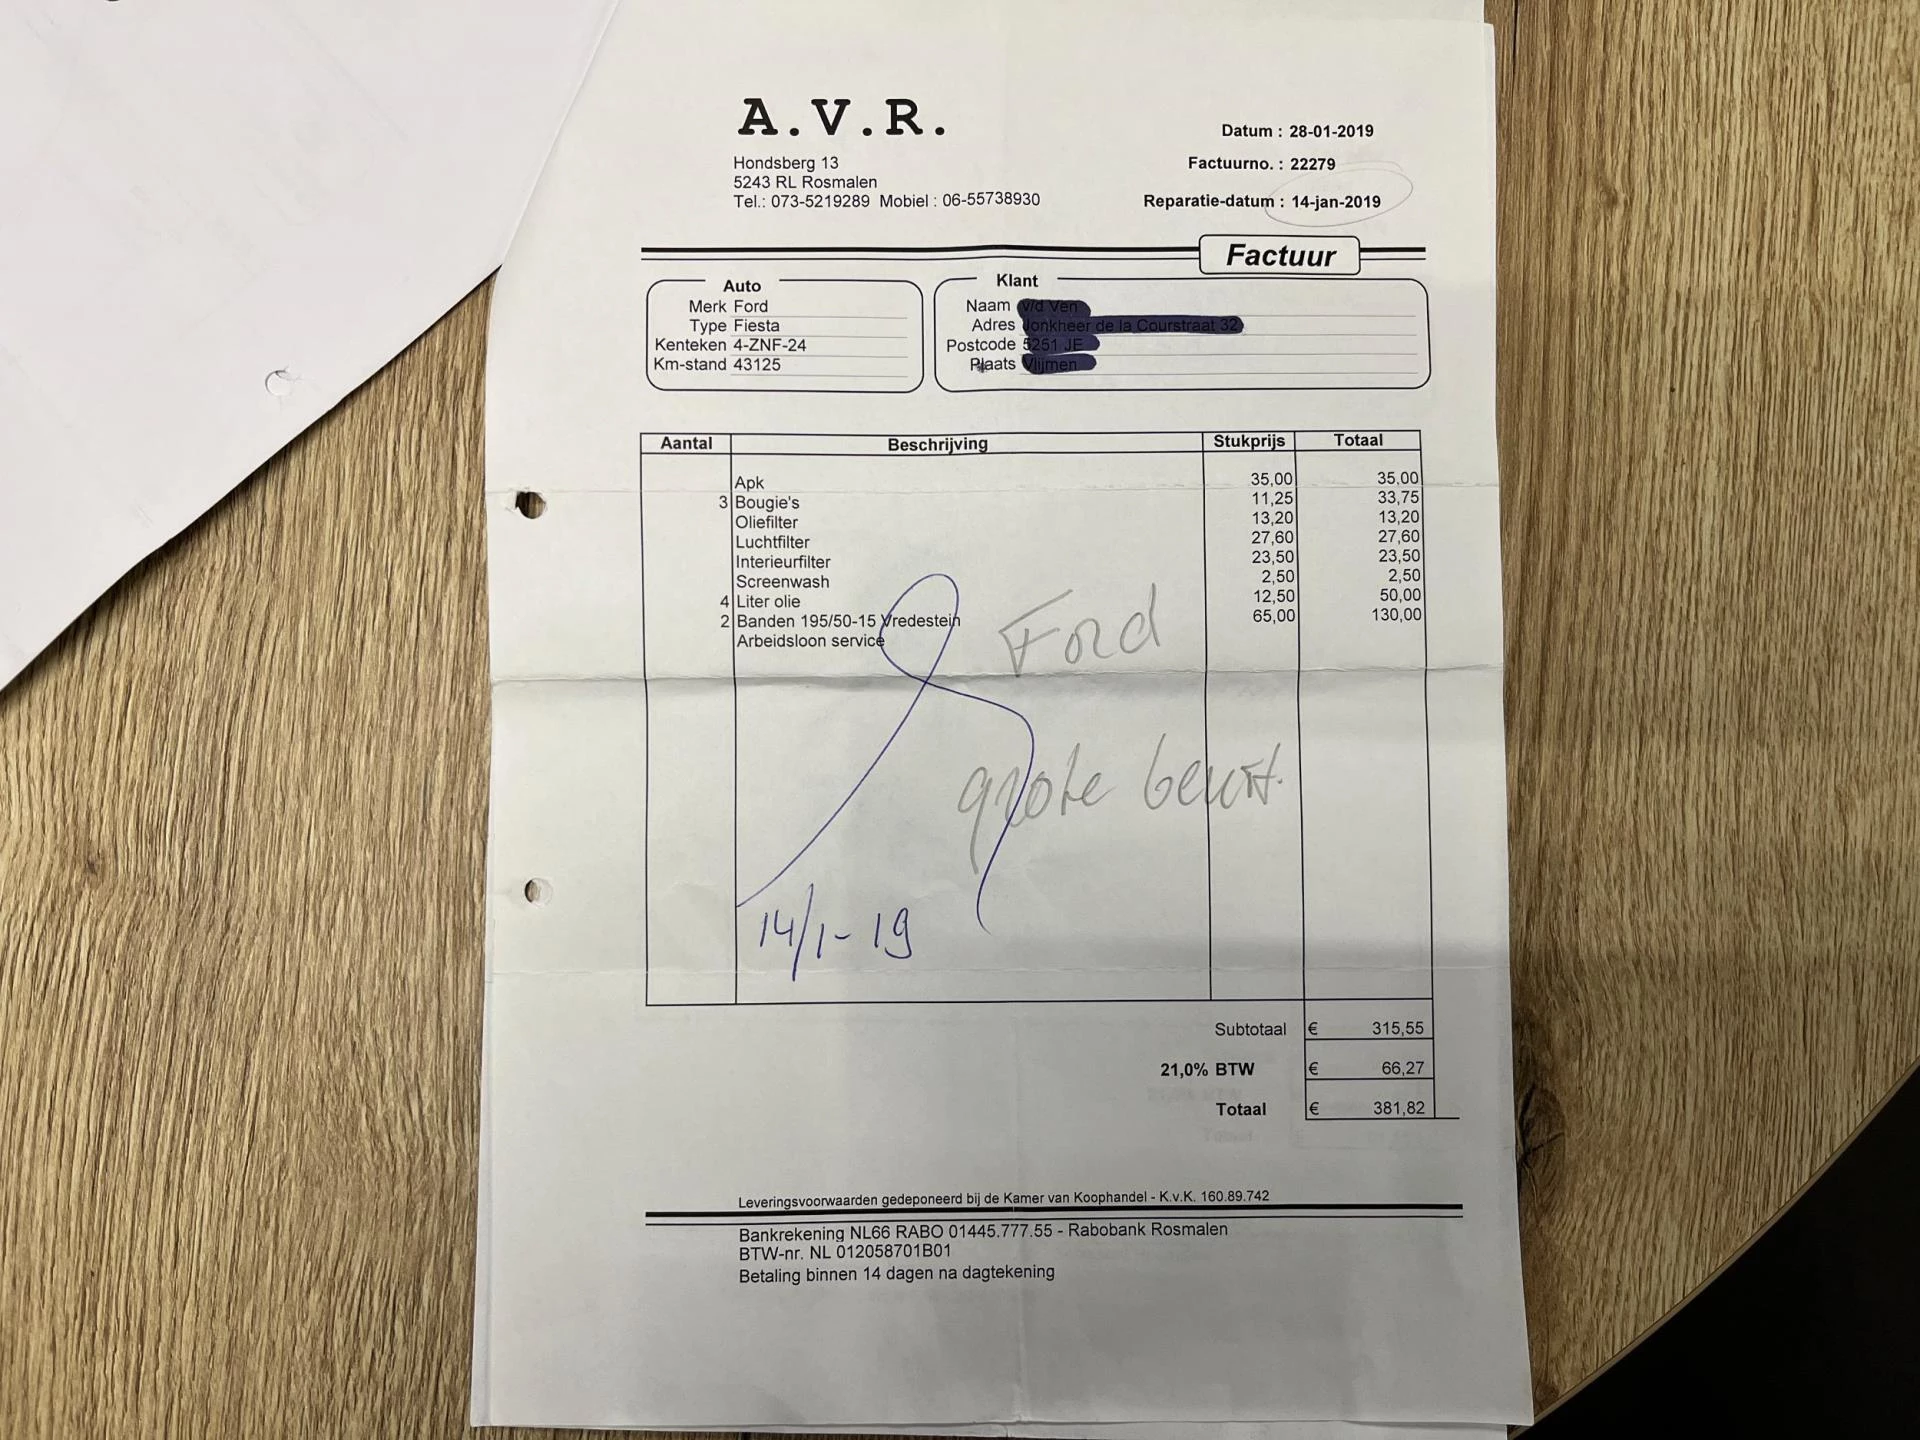 A.V.R.
Hondsberg 13
5243 RL Rosmalen
Tel.: 073-5219289 Mobiel : 06-55738930
Datum : 28-01-2019
Factuurno. : 22279
Reparatie-datum : 14-jan-2019
Factuur
Auto
Merk Ford
Type Fiesta
Kenteken 4-ZNF-24
Km-stand 43125
Klant
Naam
Adres
Postcode
Plaats
Aantal Beschrijving Stukprijs Totaal
Apk 35,00 35,00
3 Bougie's 11,25 33,75
Oliefilter 13,20 13,20
Luchtfilter 27,60 27,60
Interieurfilter 23,50 23,50
Screenwash 2,50 2,50
4 Liter olie 12,50 50,00
2 Banden 195/50-15 Vredestein 65,00 130,00
Arbeidsloon service
Ford
grote beurt.
14/1-19
Subtotaal € 315,55
21,0% BTW € 66,27
Totaal € 381,82
Leveringsvoorwaarden gedeponeerd bij de Kamer van Koophandel - K.v.K. 160.89.742
Bankrekening NL66 RABO 01445.777.55 - Rabobank Rosmalen
BTW-nr. NL 012058701B01
Betaling binnen 14 dagen na dagtekening